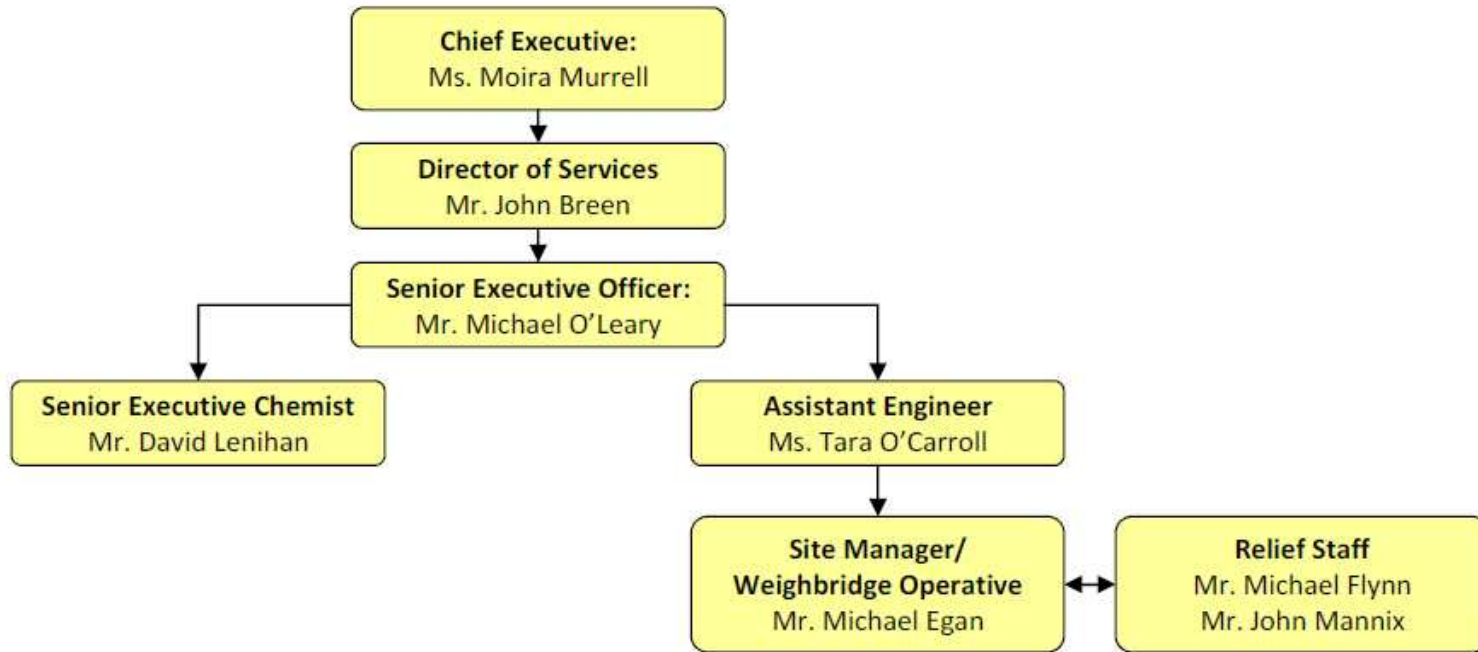 Chief Executive:
Ms. Moira Murrell
Director of Services
Mr. John Breen
Senior Executive Officer:
Mr. Michael O’Leary
Senior Executive Chemist
Mr. David Lenihan
Assistant Engineer
Ms. Tara O’Carroll
Site Manager/
Weighbridge Operative
Mr. Michael Egan
Relief Staff
Mr. Michael Flynn
Mr. John Mannix